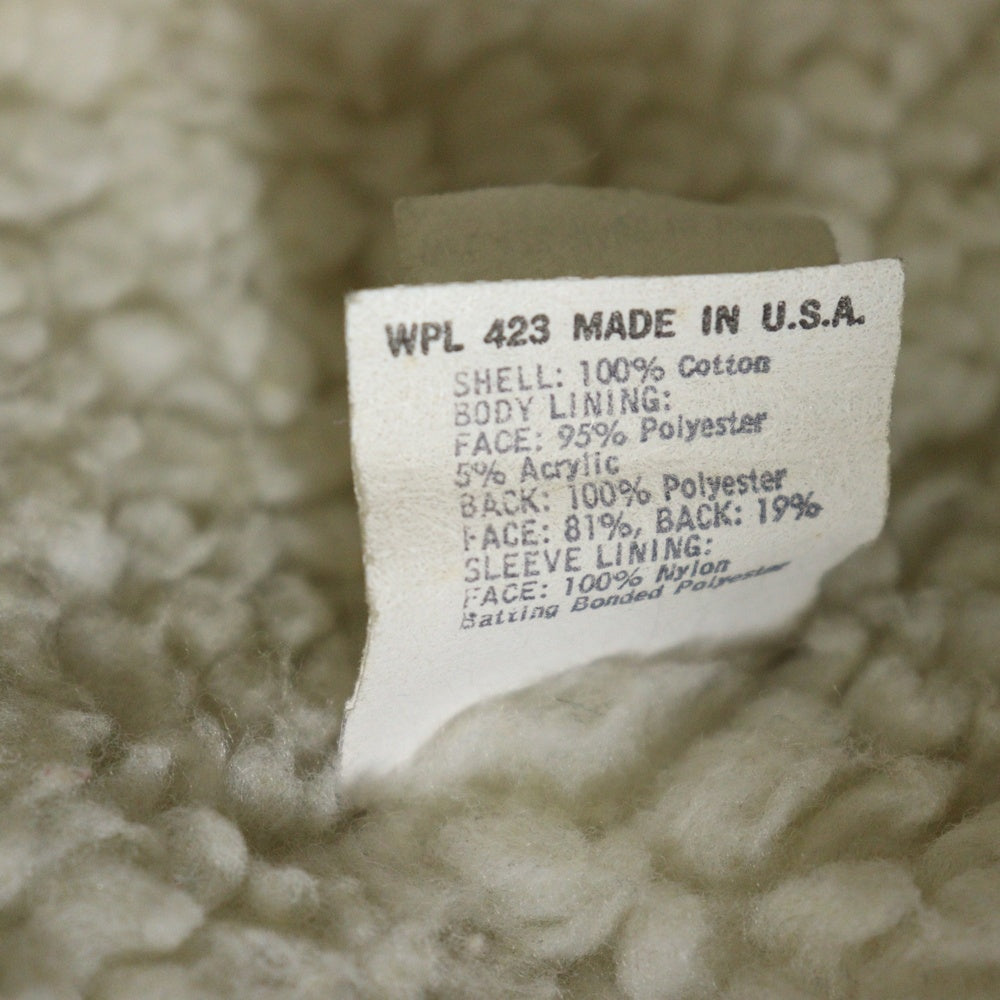 WPL 423 MADE IN U.S.A.
SHELL: 100% Cotton
BODY LINING:
FACE: 95% Polyester
5% Acrylic
BACK: 100% Polyester
FACE: 81%, BACK: 19%
SLEEVE LINING:
FACE: 100% Nylon
Batting Bonded Polyester